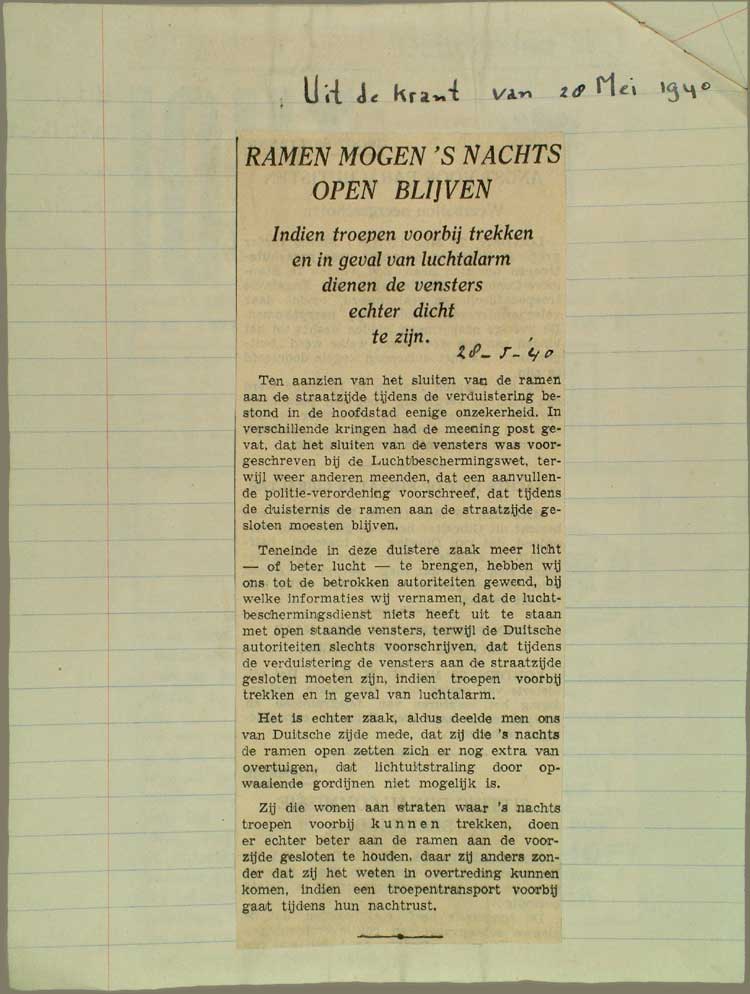 Uit de krant van 28 Mei 1940
RAMEN MOGEN 'S NACHTS
OPEN BLIJVEN
Indien troepen voorbij trekken
en in geval van luchtalarm
dienen de vensters
echter dicht
te zijn.
28-5-'40
Ten aanzien van het sluiten van de ramen
aan de straatzijde tijdens de verduistering be-
stond in de hoofdstad eenige onzekerheid. In
verschillende kringen had de meening post ge-
vat, dat het sluiten van de vensters was voor-
geschreven bij de Luchtbeschermingswet, ter-
wijl weer anderen meenden, dat een aanvullen-
de politie-verordening voorschreef, dat tijdens
de duisternis de ramen aan de straatzijde ge-
sloten moesten blijven.
Teneinde in deze duistere zaak meer licht
— of beter lucht — te brengen, hebben wij
ons tot de betrokken autoriteiten gewend, bij
welke informaties wij vernamen, dat de lucht-
beschermingsdienst niets heeft uit te staan
met open staande vensters, terwijl de Duitsche
autoriteiten slechts voorschrijven, dat tijdens
de verduistering de vensters aan de straatzijde
gesloten moeten zijn, indien troepen voorbij
trekken en in geval van luchtalarm.
Het is echter zaak, aldus deelde men ons
van Duitsche zijde mede, dat zij die 's nachts
de ramen open zetten zich er nog extra van
overtuigen, dat lichtuitstraling door op-
waaiende gordijnen niet mogelijk is.
Zij die wonen aan straten waar 's nachts
troepen voorbij kunnen trekken, doen
er echter beter aan de ramen aan de voor-
zijde gesloten te houden, daar zij anders zon-
der dat zij het weten in overtreding kunnen
komen, indien een troepentransport voorbij
gaat tijdens hun nachtrust.